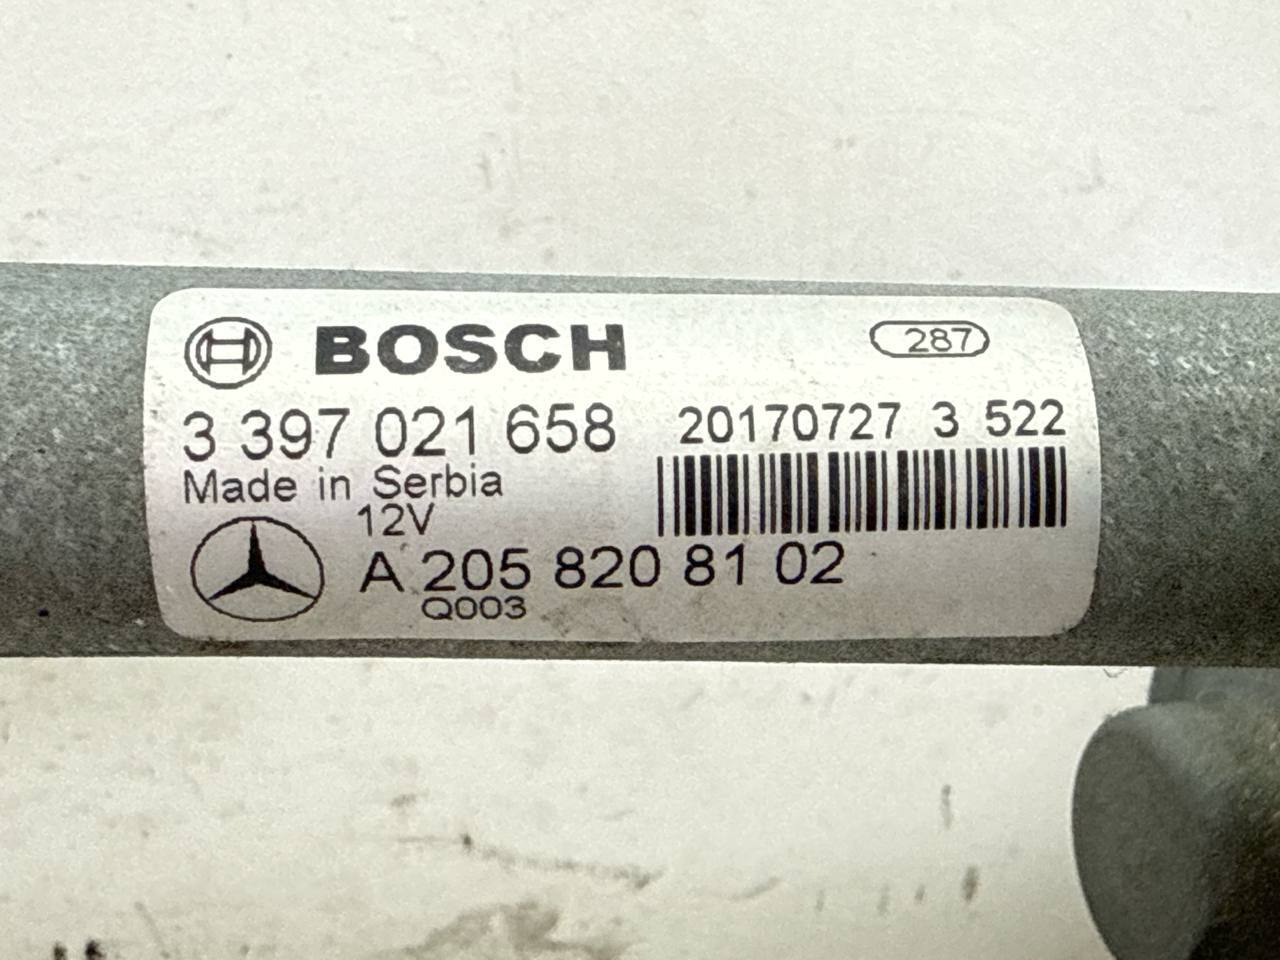 BOSCH
287
3 397 021 658
20170727 3 522
Made in Serbia
12V
A 205 820 81 02
Q003